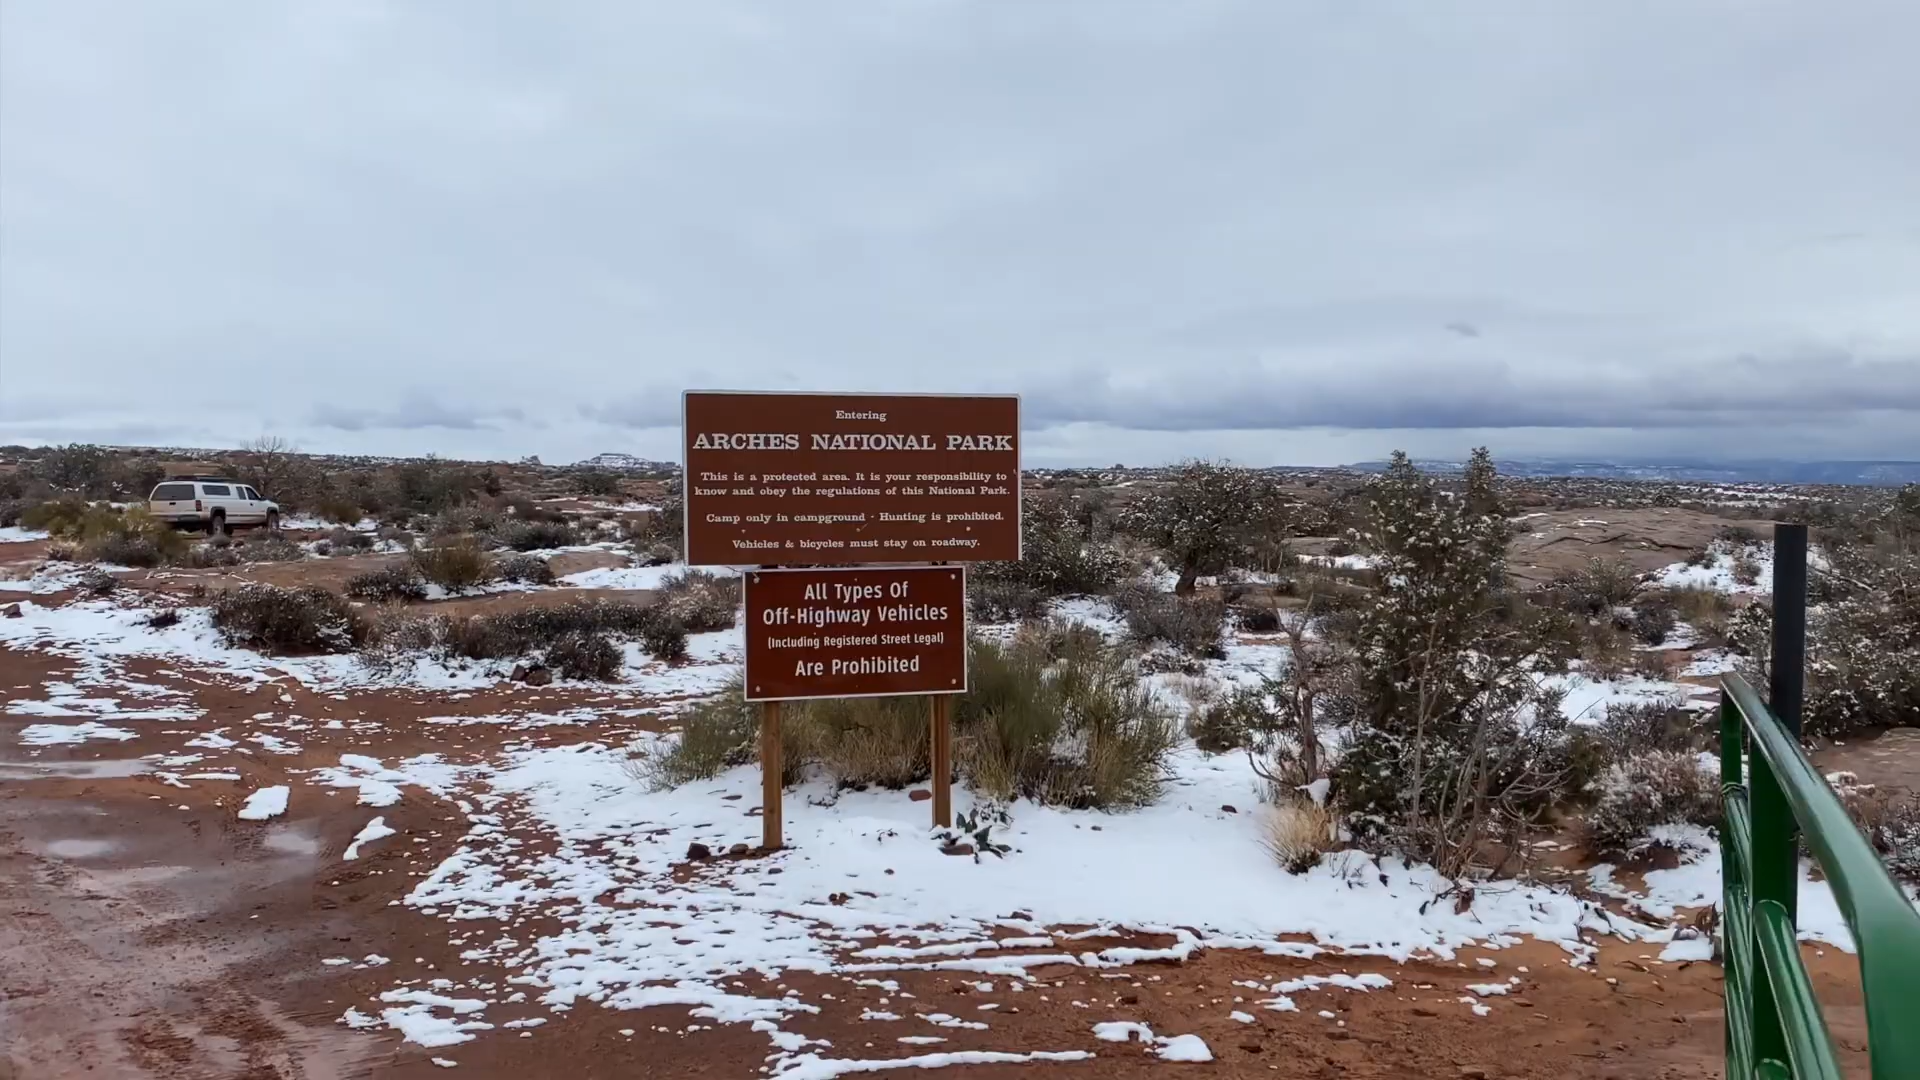 Entering
ARCHES NATIONAL PARK
This is a protected area. It is your responsibility to
know and obey the regulations of this National Park.
Camp only in campground · Hunting is prohibited.
Vehicles & bicycles must stay on roadway.
All Types Of
Off-Highway Vehicles
(Including Registered Street Legal)
Are Prohibited